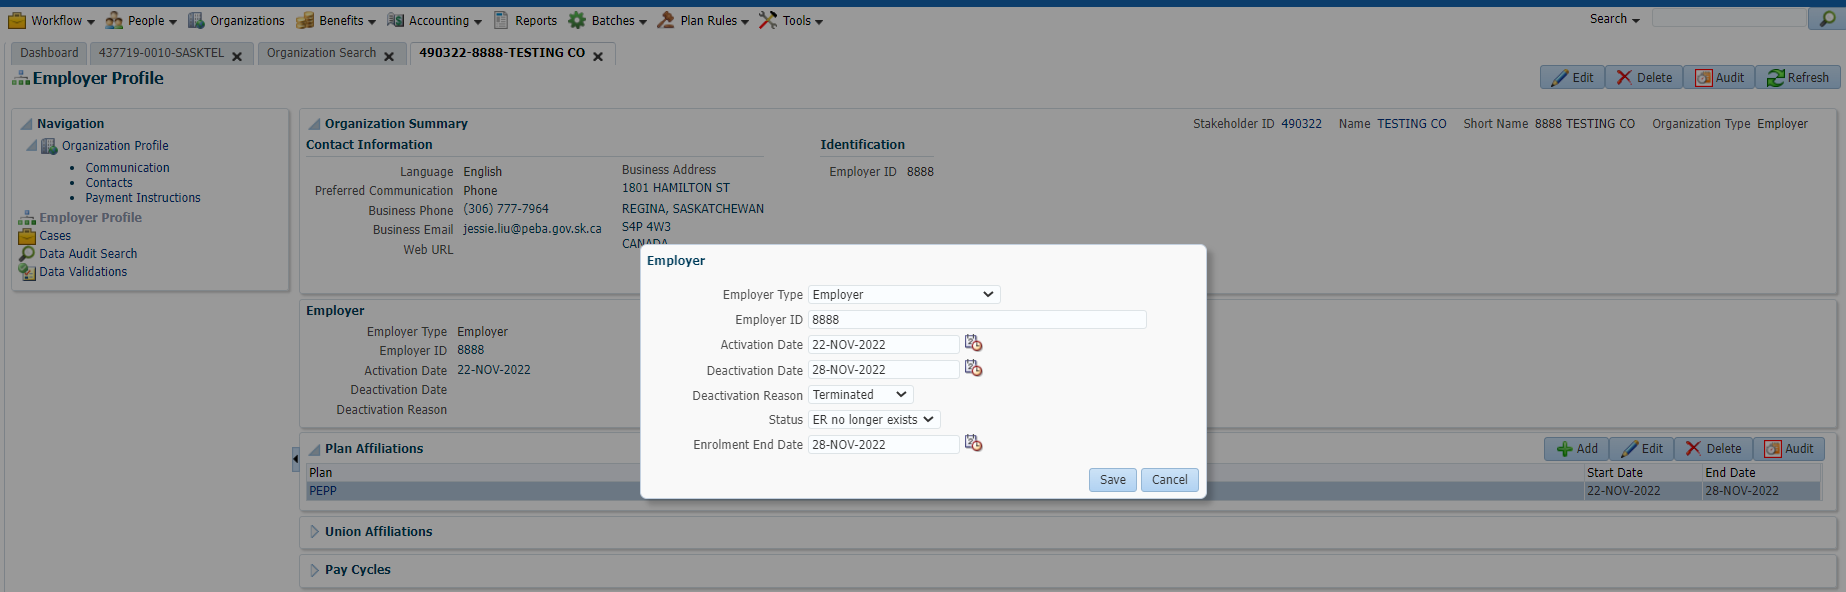 Workflow People Organizations Benefits Accounting Reports Batches Plan Rules Tools Search
Dashboard 437719-0010-SASKTEL Organization Search 490322-8888-TESTING CO
Employer Profile Edit Delete Audit Refresh
Navigation
Organization Profile
Communication
Contacts
Payment Instructions
Employer Profile
Cases
Data Audit Search
Data Validations
Organization Summary Stakeholder ID 490322 Name TESTING CO Short Name 8888 TESTING CO Organization Type Employer
Contact Information
Language English
Preferred Communication Phone
Business Phone (306) 777-7964
Business Email jessie.liu@peba.gov.sk.ca
Web URL
Business Address
1801 HAMILTON ST
REGINA, SASKATCHEWAN
S4P 4W3
CANADA
Identification
Employer ID 8888
Employer
Employer Type Employer
Employer ID 8888
Activation Date 22-NOV-2022
Deactivation Date
Deactivation Reason
Employer
Employer Type Employer
Employer ID 8888
Activation Date 22-NOV-2022
Deactivation Date 28-NOV-2022
Deactivation Reason Terminated
Status ER no longer exists
Enrolment End Date 28-NOV-2022
Save Cancel
Plan Affiliations Add Edit Delete Audit
Plan Start Date End Date
PEPP 22-NOV-2022 28-NOV-2022
Union Affiliations
Pay Cycles